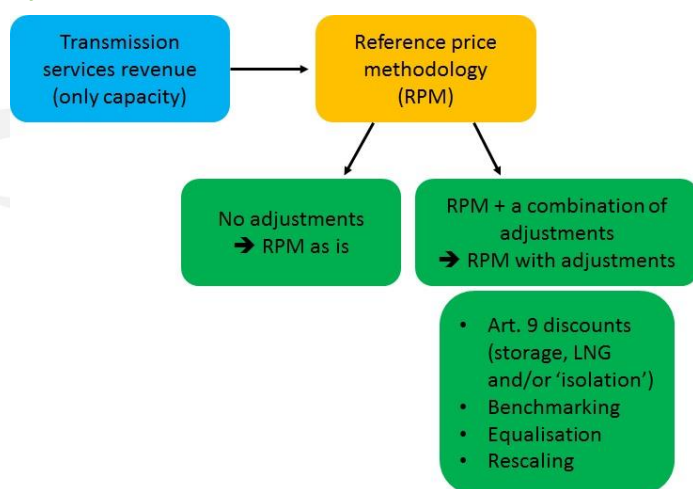 Transmission
services revenue
(only capacity)
Reference price
methodology
(RPM)
No adjustments
➔ RPM as is
RPM + a combination of
adjustments
➔ RPM with adjustments
• Art. 9 discounts
(storage, LNG
and/or ‘isolation’)
• Benchmarking
• Equalisation
• Rescaling